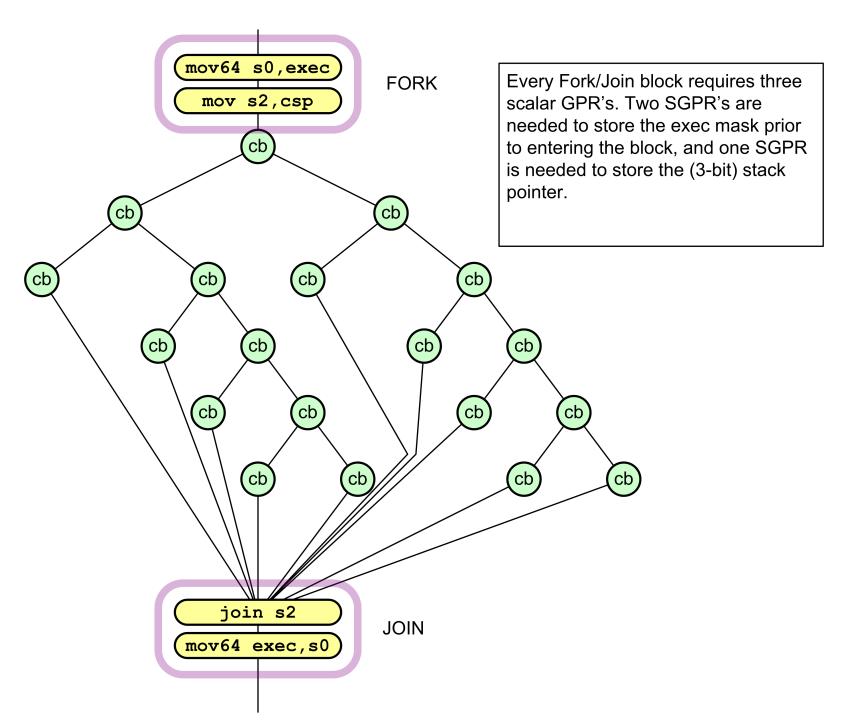 mov64 s0,exec
FORK
mov s2,csp
Every Fork/Join block requires three
scalar GPR's. Two SGPR's are
needed to store the exec mask prior
to entering the block, and one SGPR
is needed to store the (3-bit) stack
pointer.
cb
cb cb
cb cb cb cb
cb cb cb cb
cb cb cb cb
cb cb cb cb
join s2
JOIN
mov64 exec,s0